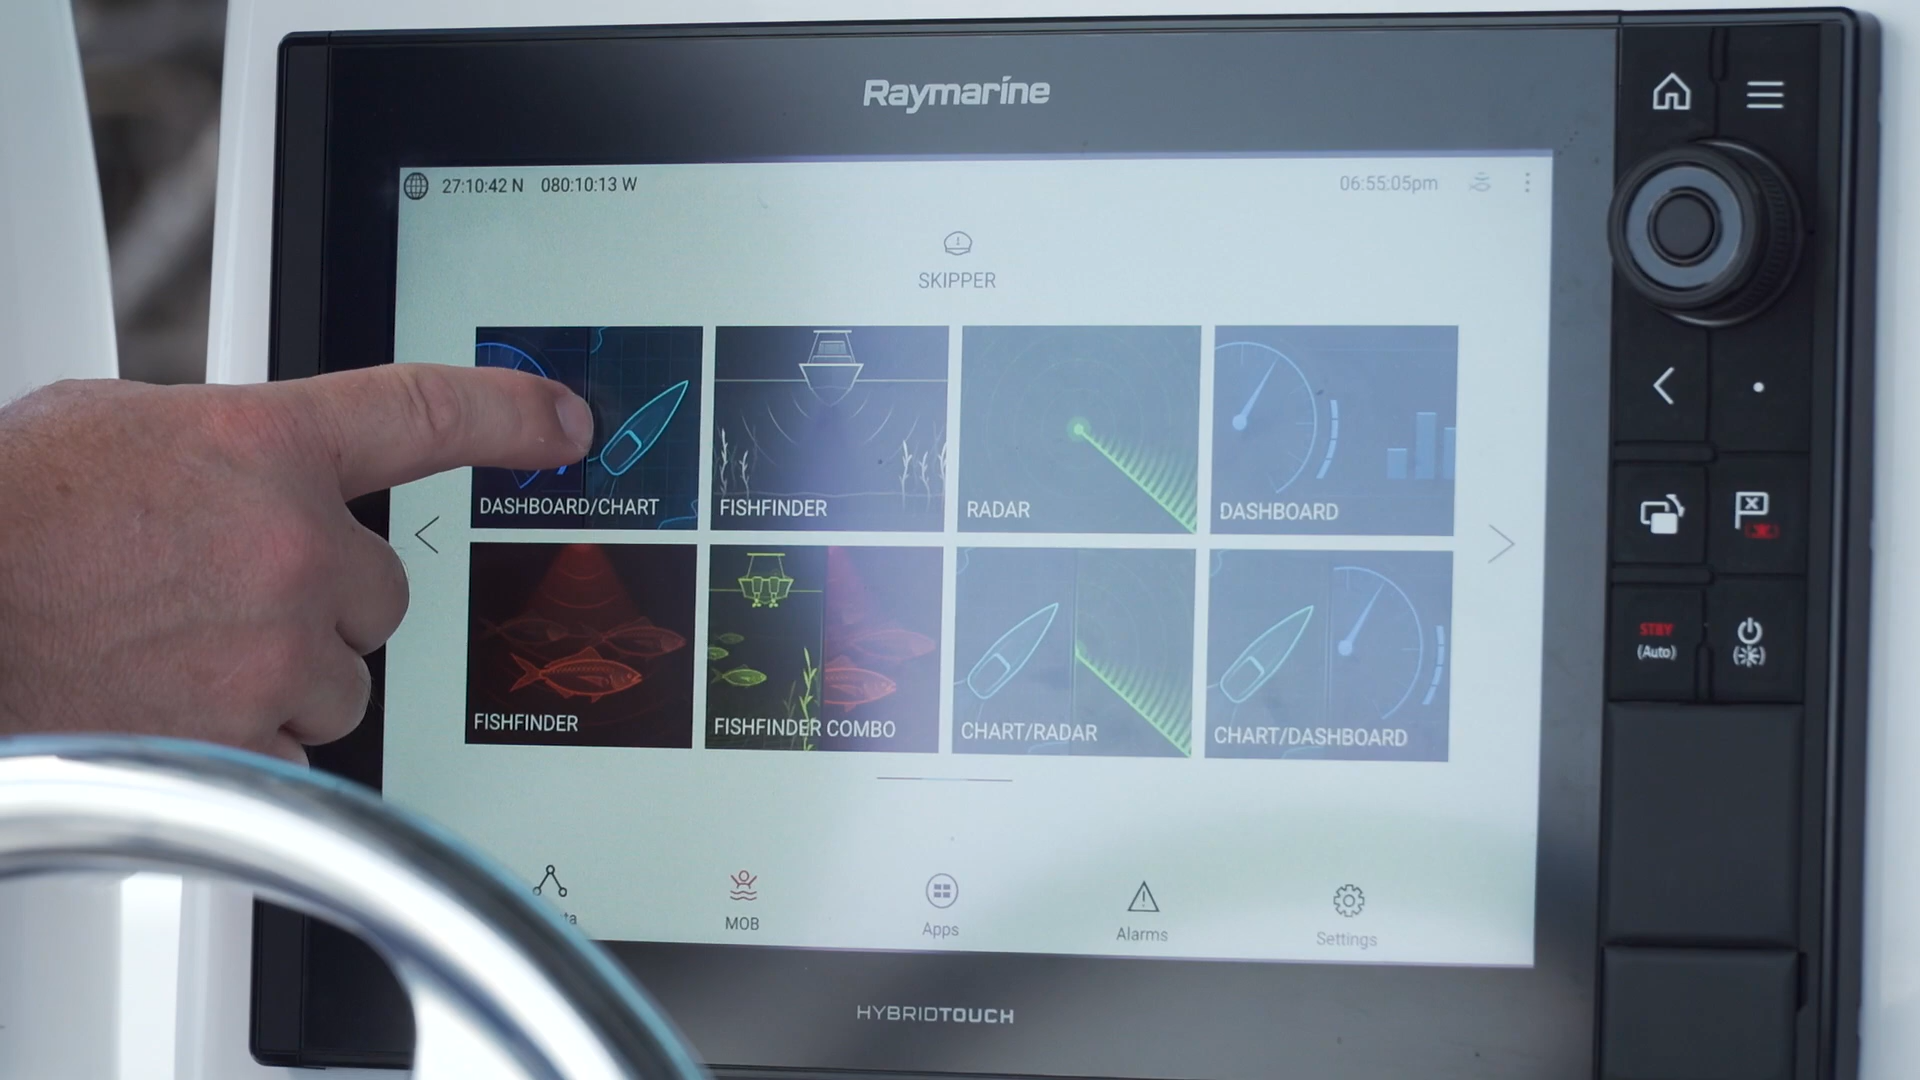 Raymarine
27:10:42 N 080:10:13 W
06:55:05pm
SKIPPER
DASHBOARD/CHART
FISHFINDER
RADAR
DASHBOARD
FISHFINDER
FISHFINDER COMBO
CHART/RADAR
CHART/DASHBOARD
MOB
Apps
Alarms
Settings
STBY
(Auto)
HYBRIDTOUCH